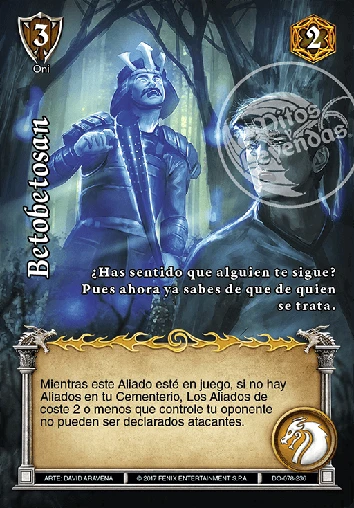 3
Oni
2
Mitos
Leyendas
Betobetosan
¿Has sentido que alguien te sigue?
Pues ahora ya sabes de que de quien
se trata.
Mientras este Aliado esté en juego, si no hay
Aliados en tu Cementerio, Los Aliados de
coste 2 o menos que controle tu oponente
no pueden ser declarados atacantes.
ARTE: DAVID ARAVENA
© 2017 FENIX ENTERTAINMENT S.P.A.